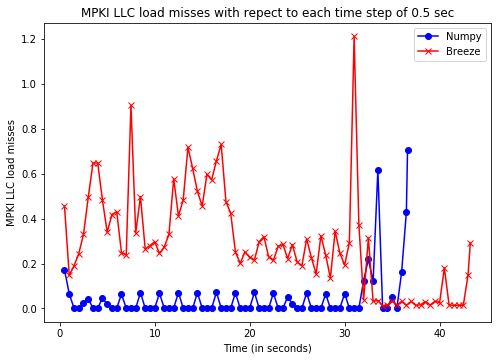 MPKI LLC load misses with repect to each time step of 0.5 sec
Numpy
Breeze
MPKI LLC load misses
1.2
1.0
0.8
0.6
0.4
0.2
0.0
0
10
20
30
40
Time (in seconds)